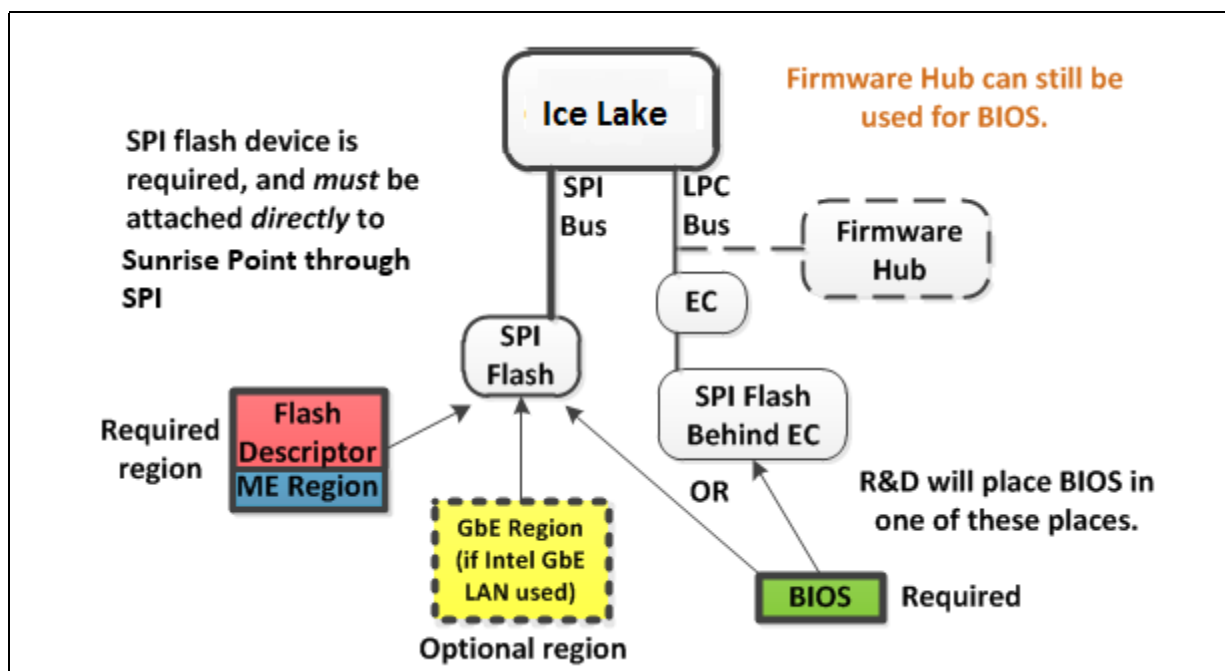 Ice Lake
Firmware Hub can still be
used for BIOS.
SPI flash device is
required, and must be
attached directly to
Sunrise Point through
SPI
SPI
Bus
LPC
Bus
Firmware
Hub
EC
SPI
Flash
SPI Flash
Behind EC
Required
region
Flash
Descriptor
ME Region
OR
R&D will place BIOS in
one of these places.
GbE Region
(if Intel GbE
LAN used)
Optional region
BIOS
Required